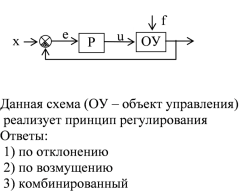 f
x e P u ОУ
Данная схема (ОУ – объект управления)
реализует принцип регулирования
Ответы:
1) по отклонению
2) по возмущению
3) комбинированный